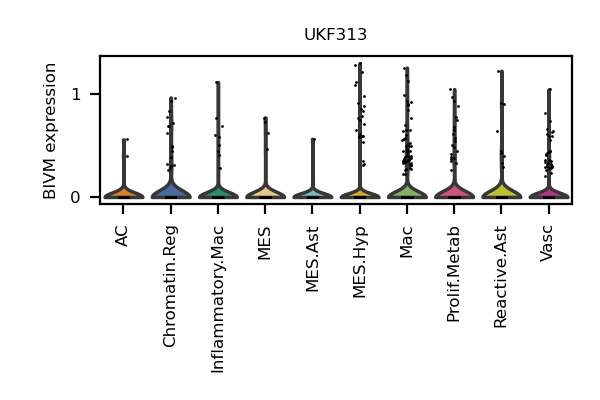 UKF313
BIVM expression
1
0
AC
Chromatin.Reg
Inflammatory.Mac
MES
MES.Ast
MES.Hyp
Mac
Prolif.Metab
Reactive.Ast
Vasc